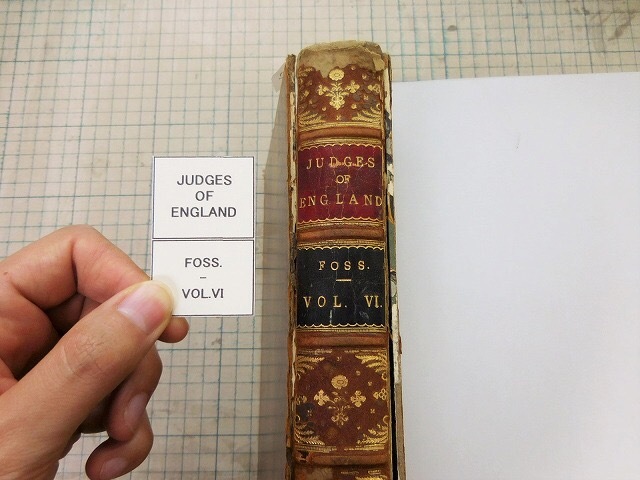 JUDGES
OF
ENGLAND
FOSS.
–
VOL.VI
JUDGES
OF
ENGLAND
FOSS.
—
VOL. VI.